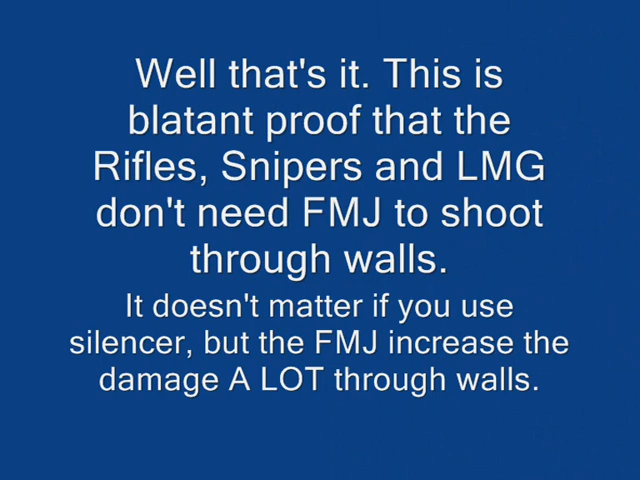 Well that's it. This is
blatant proof that the
Rifles, Snipers and LMG
don't need FMJ to shoot
through walls.
It doesn't matter if you use
silencer, but the FMJ increase the
damage A LOT through walls.